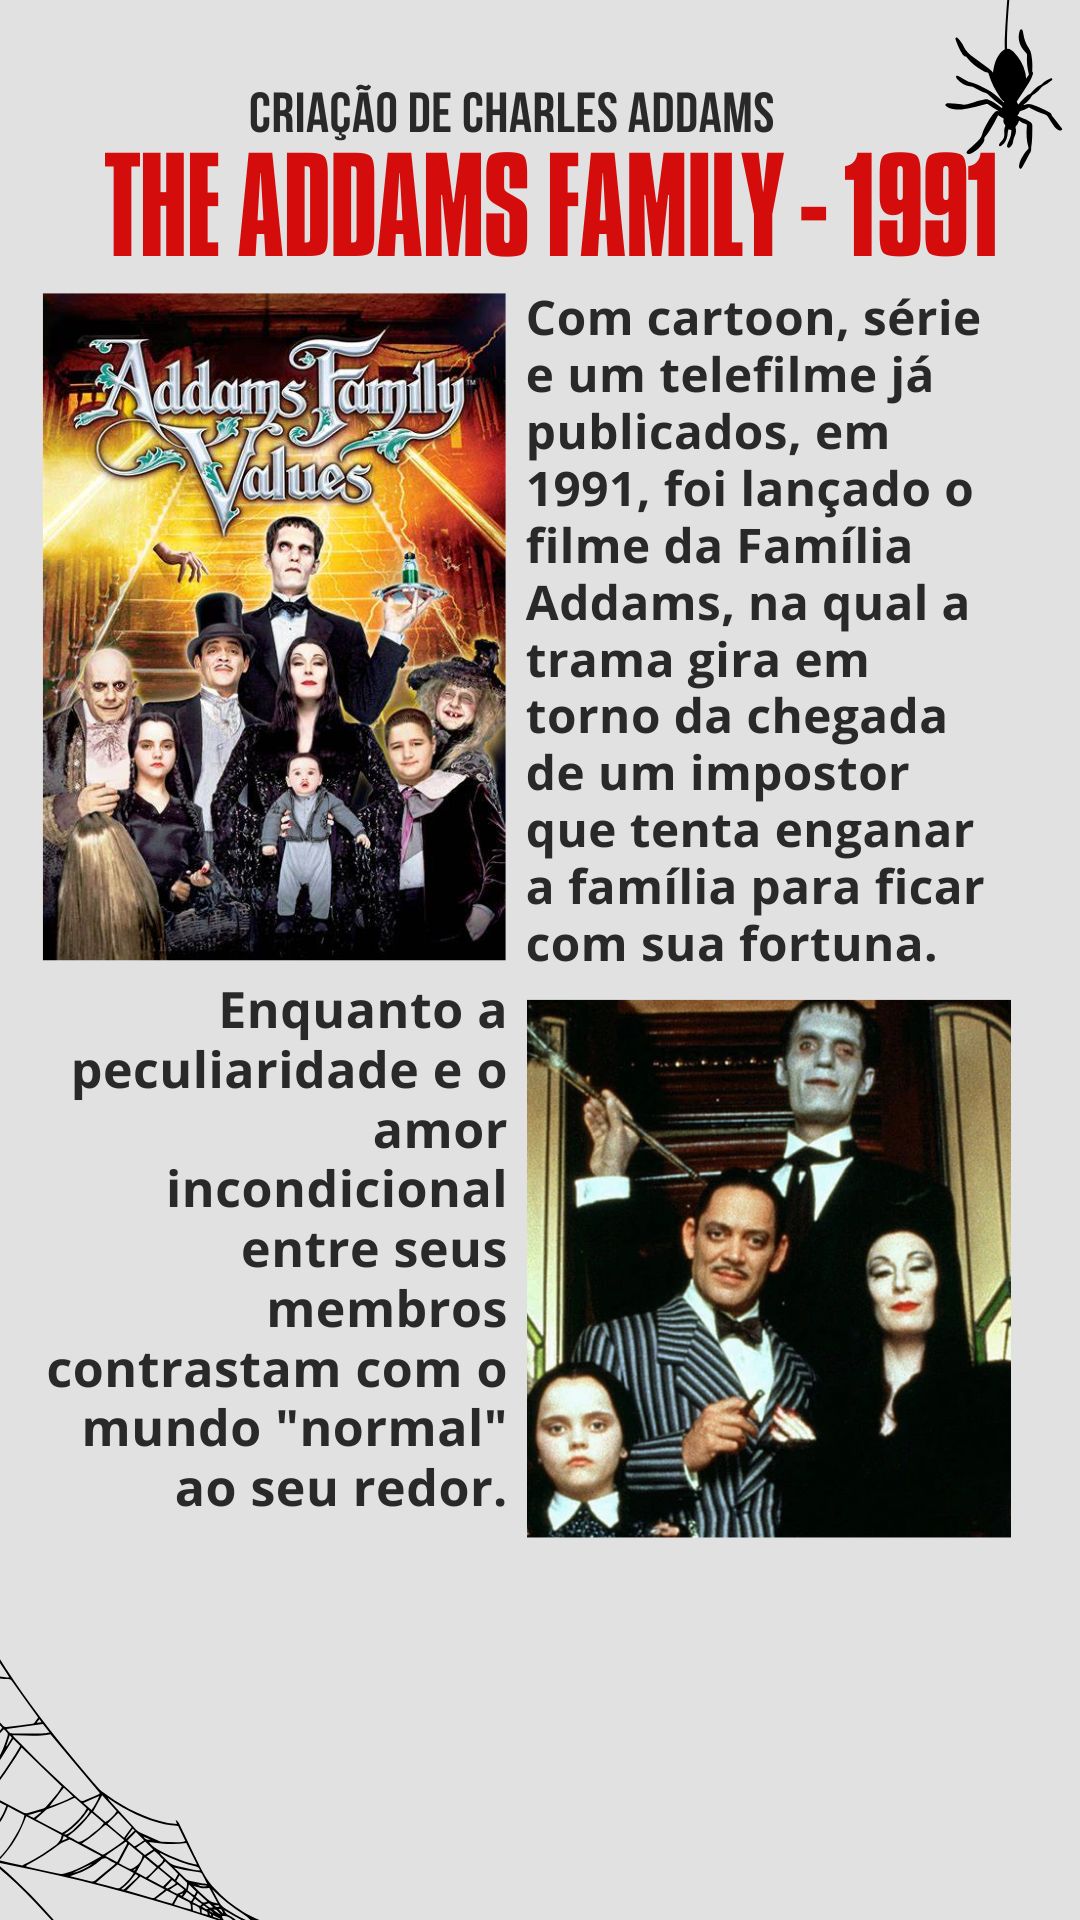 CRIAÇÃO DE CHARLES ADDAMS
THE ADDAMS FAMILY - 1991
Addams Family™
Values
Com cartoon, série
e um telefilme já
publicados, em
1991, foi lançado o
filme da Família
Addams, na qual a
trama gira em
torno da chegada
de um impostor
que tenta enganar
a família para ficar
com sua fortuna.
Enquanto a
peculiaridade e o
amor
incondicional
entre seus
membros
contrastam com o
mundo "normal"
ao seu redor.